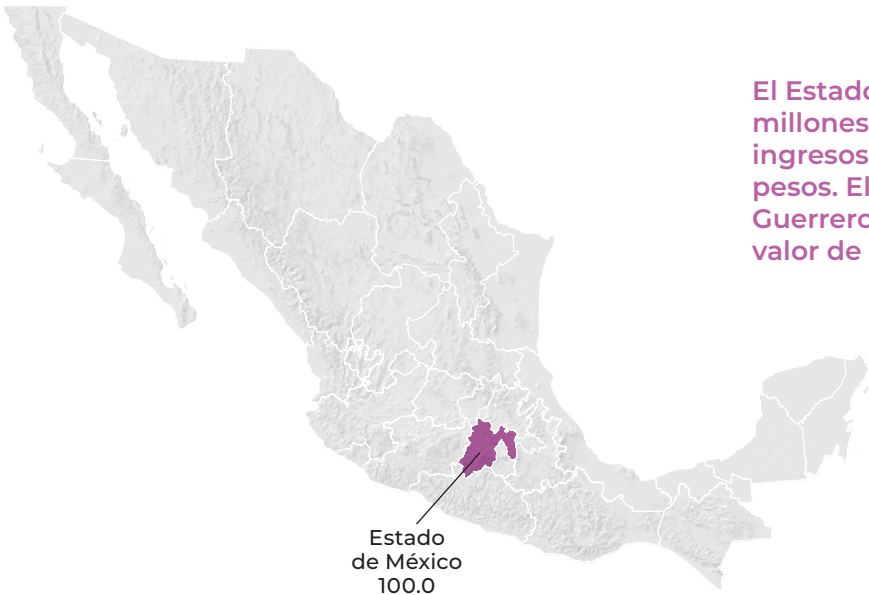 El Estado
millones
ingresos
pesos. El
Guerrero
valor de
Estado
de México
100.0